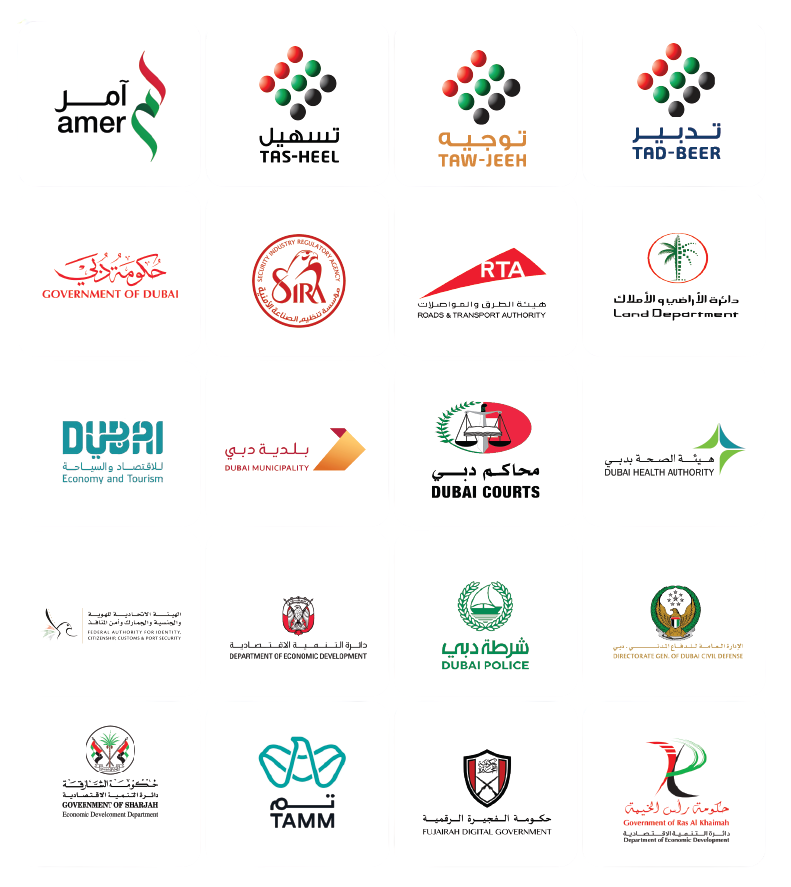 آمر
amer
تسهيل
TAS-HEEL
توجيه
TAW-JEEH
تدبير
TAD-BEER
حكومة دبي
GOVERNMENT OF DUBAI
SECURITY INDUSTRY REGULATORY AGENCY
SIRA
مؤسسة تنظيم الصناعة الأمنية
RTA
هيئة الطرق والمواصلات
ROADS & TRANSPORT AUTHORITY
دائرة الأراضي والأملاك
Land Department
DUBAI
للاقتصاد والسياحة
Economy and Tourism
بلدية دبي
DUBAI MUNICIPALITY
محاكم دبي
DUBAI COURTS
هيئة الصحة بدبي
DUBAI HEALTH AUTHORITY
الهيئة الاتحادية للهوية
والجنسية والجمارك وأمن المنافذ
FEDERAL AUTHORITY FOR IDENTITY,
CITIZENSHIP, CUSTOMS & PORT SECURITY
دائرة التنمية الاقتصادية
DEPARTMENT OF ECONOMIC DEVELOPMENT
شرطة دبي
DUBAI POLICE
الإدارة العامة للدفاع المدني - دبي
DIRECTORATE GEN. OF DUBAI CIVIL DEFENSE
حكومة الشارقة
دائرة التنمية الاقتصادية
GOVERNMENT OF SHARJAH
Economic Development Department
تم
TAMM
حكومة الفجيرة الرقمية
FUJAIRAH DIGITAL GOVERNMENT
حكومة رأس الخيمة
Government of Ras Al Khaimah
دائرة التنمية الاقتصادية
Department of Economic Development